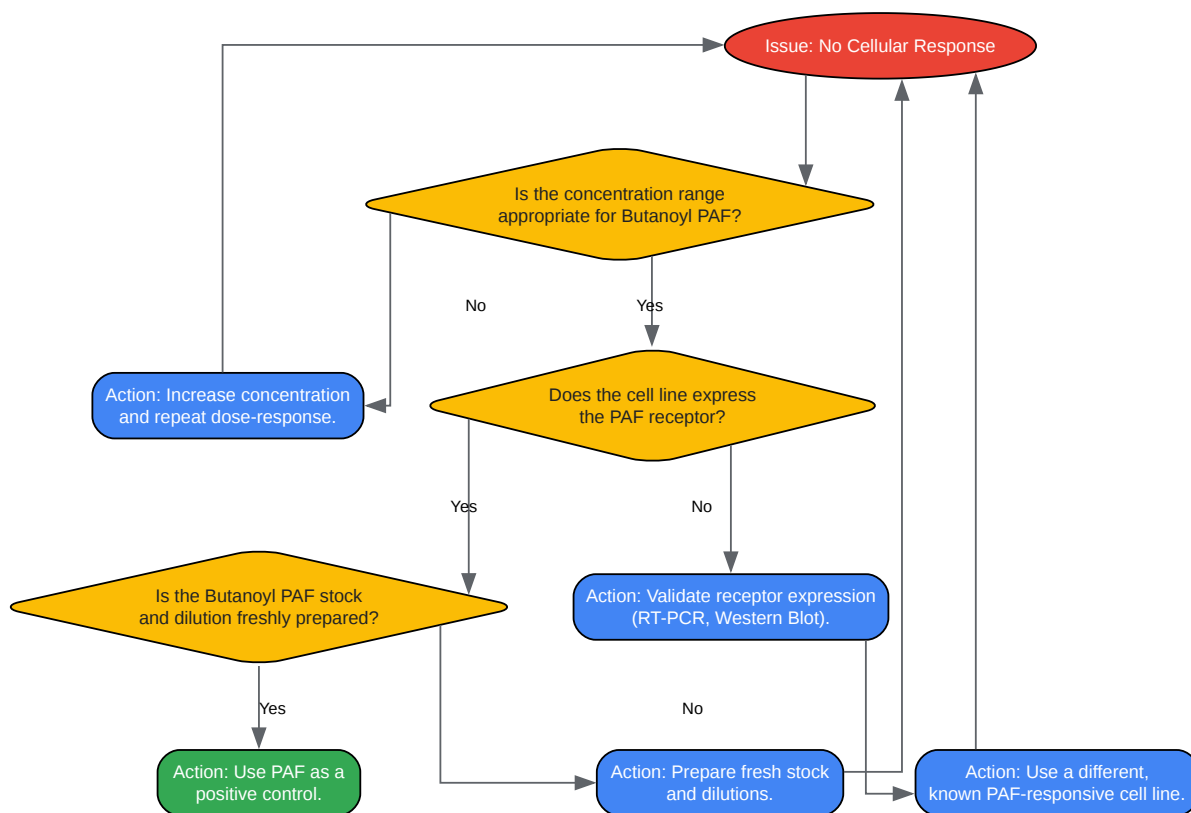 Issue: No Cellular Response
Is the concentration range
appropriate for Butanoyl PAF?
No
Yes
Action: Increase concentration
and repeat dose-response.
Does the cell line express
the PAF receptor?
Yes
No
Is the Butanoyl PAF stock
and dilution freshly prepared?
Action: Validate receptor expression
(RT-PCR, Western Blot).
Yes
No
Action: Use PAF as a
positive control.
Action: Prepare fresh stock
and dilutions.
Action: Use a different,
known PAF-responsive cell line.